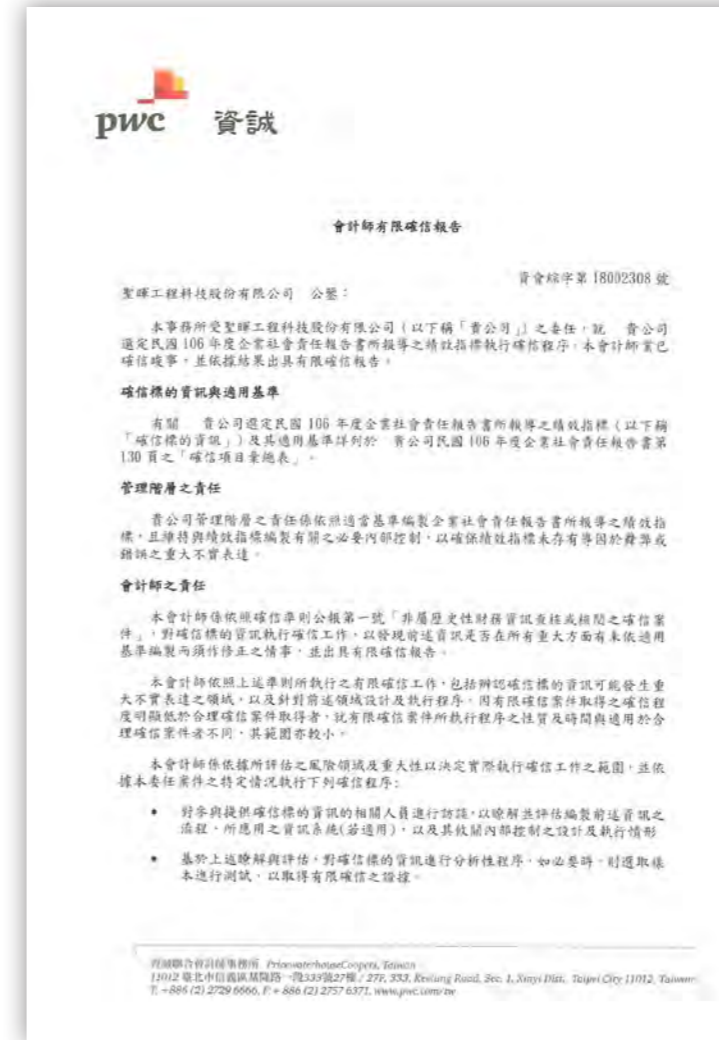 pwc 資誠
會計師有限確信報告
資會綜字第 18002308 號
聖暉工程科技股份有限公司 公鑒：
本事務所受聖暉工程科技股份有限公司（以下稱「貴公司」）之委任，就 貴公司
選定民國 106 年度企業社會責任報告書所報導之績效指標執行確信程序。本會計師業已
確信竣事，並依據結果出具有限確信報告。
確信標的資訊與適用基準
有關 貴公司選定民國 106 年度企業社會責任報告書所報導之績效指標（以下稱
「確信標的資訊」）及其適用基準詳列於 貴公司民國 106 年度企業社會責任報告書第
130 頁之「確信項目彙總表」。
管理階層之責任
貴公司管理階層之責任係依照適當基準編製企業社會責任報告書所報導之績效指
標，且維持與績效指標編製有關之必要內部控制，以確保績效指標未存有導因於舞弊或
錯誤之重大不實表達。
會計師之責任
本會計師係依照確信準則公報第一號「非屬歷史性財務資訊查核或核閱之確信案
件」，對確信標的資訊執行確信工作，以發現前述資訊是否在所有重大方面有未依適用
基準編製而須作修正之情事，並出具有限確信報告。
本會計師依照上述準則所執行之有限確信工作，包括辨認確信標的資訊可能發生重
大不實表達之領域，以及針對前述領域設計及執行程序。因有限確信案件取得之確信程
度明顯低於合理確信案件取得者，就有限確信案件所執行程序之性質及時間與適用於合
理確信案件者不同，其範圍亦較小。
本會計師係依據所評估之風險領域及重大性以決定實際執行確信工作之範圍，並依
據本委任案件之特定情況執行下列確信程序:
• 對參與提供確信標的資訊的相關人員進行訪談，以瞭解並評估編製前述資訊之
流程、所應用之資訊系統(若適用)，以及其攸關內部控制之設計及執行情形
• 基於上述瞭解與評估，對確信標的資訊進行分析性程序，如必要時，則選取樣
本進行測試，以取得有限確信之證據。
資誠聯合會計師事務所 PricewaterhouseCoopers, Taiwan
11012 臺北市信義區基隆路一段333號27樓 / 27F, 333, Keelung Road, Sec. 1, Xinyi Dist., Taipei City 11012, Taiwan
T: +886 (2) 2729 6666, F: + 886 (2) 2757 6371, www.pwc.com/tw